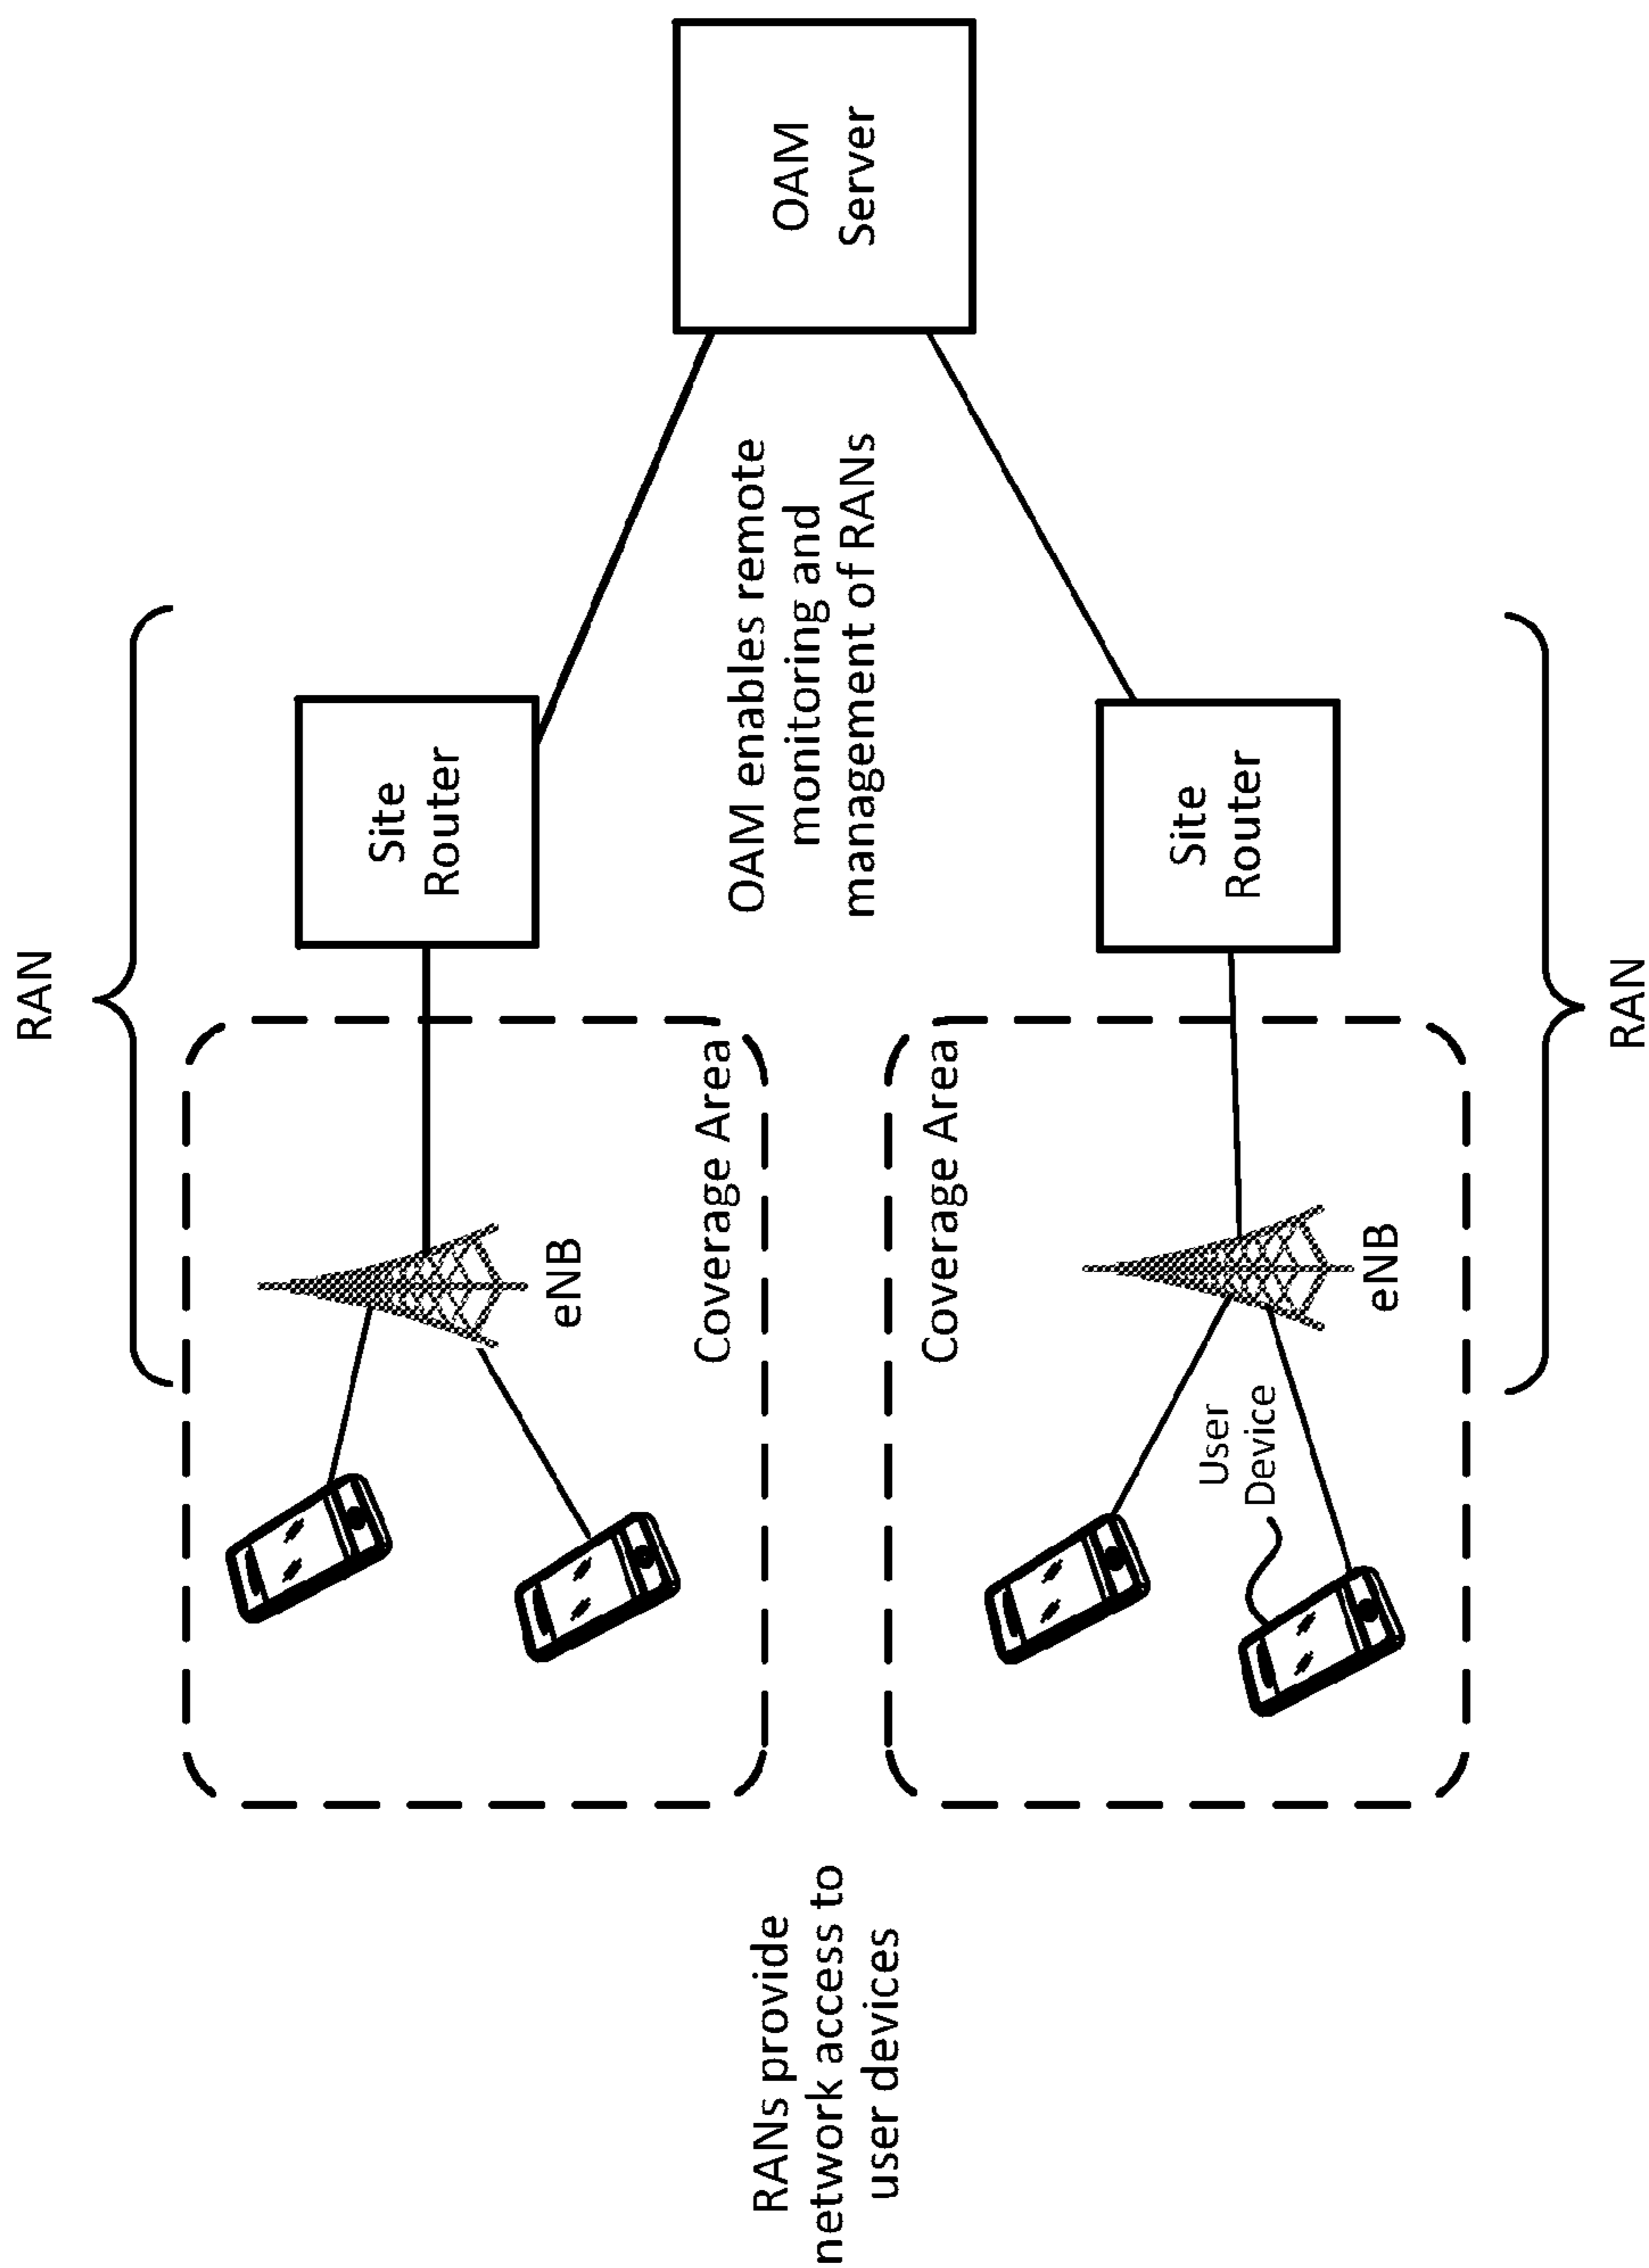 RANs provide
network access to
user devices
RAN
eNB
Coverage Area
Site
Router
OAM enables remote
monitoring and
management of RANs
OAM
Server
Coverage Area
User
Device
eNB
Site
Router
RAN